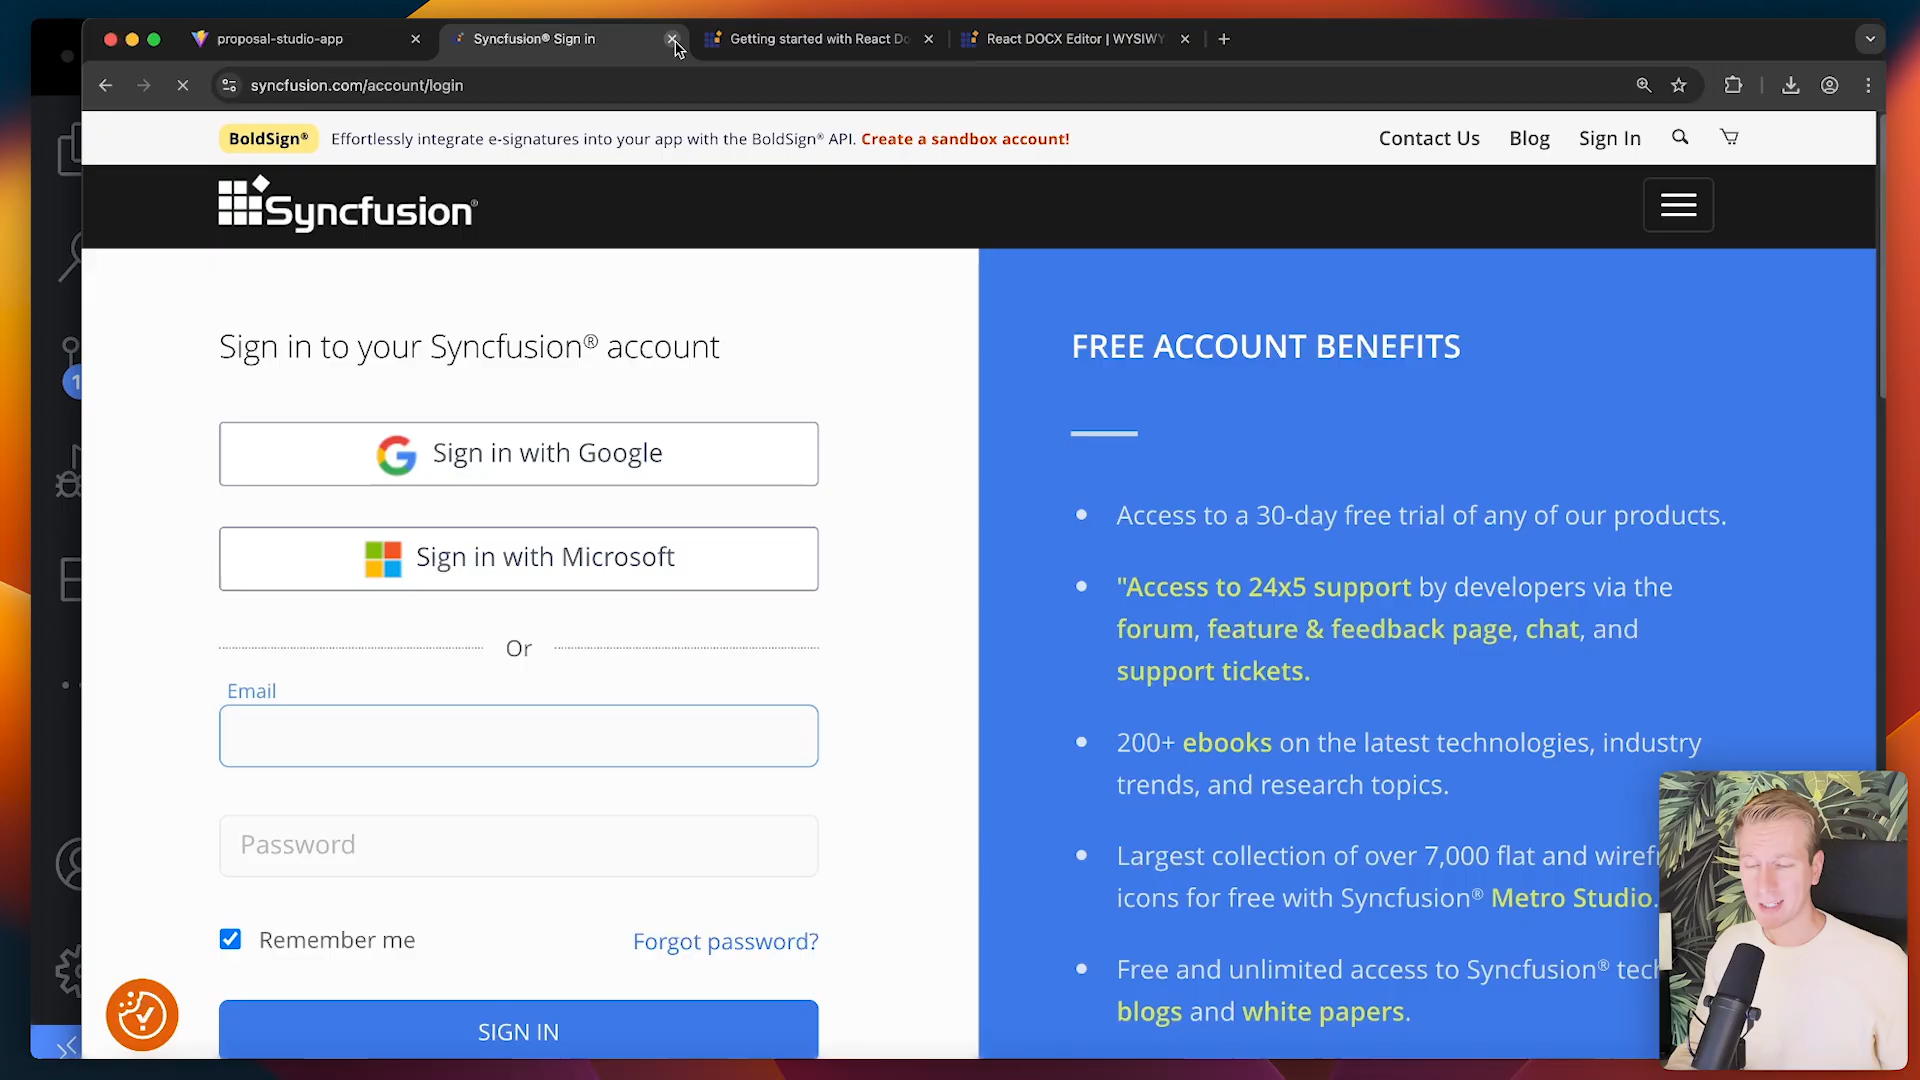 proposal-studio-app
Syncfusion® Sign in
Getting started with React Do
React DOCX Editor | WYSIWY
syncfusion.com/account/login
BoldSign®
Effortlessly integrate e-signatures into your app with the BoldSign® API. Create a sandbox account!
Contact Us
Blog
Sign In
Syncfusion®
Sign in to your Syncfusion® account
Sign in with Google
Sign in with Microsoft
Or
Email
Password
Remember me
Forgot password?
SIGN IN
FREE ACCOUNT BENEFITS
Access to a 30-day free trial of any of our products.
"Access to 24x5 support by developers via the
forum, feature & feedback page, chat, and
support tickets.
200+ ebooks on the latest technologies, industry
trends, and research topics.
Largest collection of over 7,000 flat and wiref
icons for free with Syncfusion® Metro Studio.
Free and unlimited access to Syncfusion® tec
blogs and white papers.
1